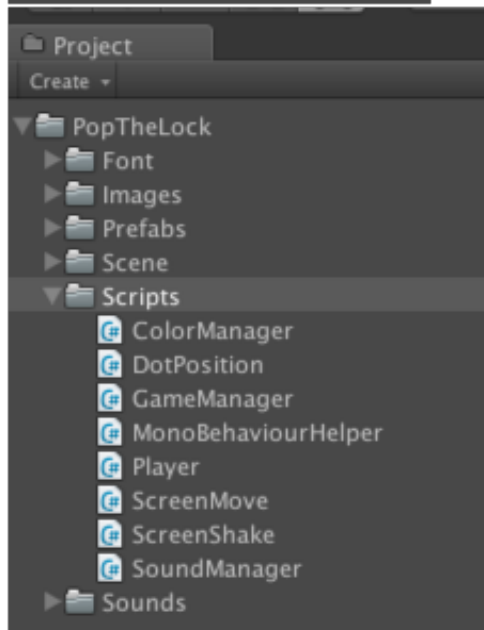 Project
Create
PopTheLock
Font
Images
Prefabs
Scene
Scripts
ColorManager
DotPosition
GameManager
MonoBehaviourHelper
Player
ScreenMove
ScreenShake
SoundManager
Sounds